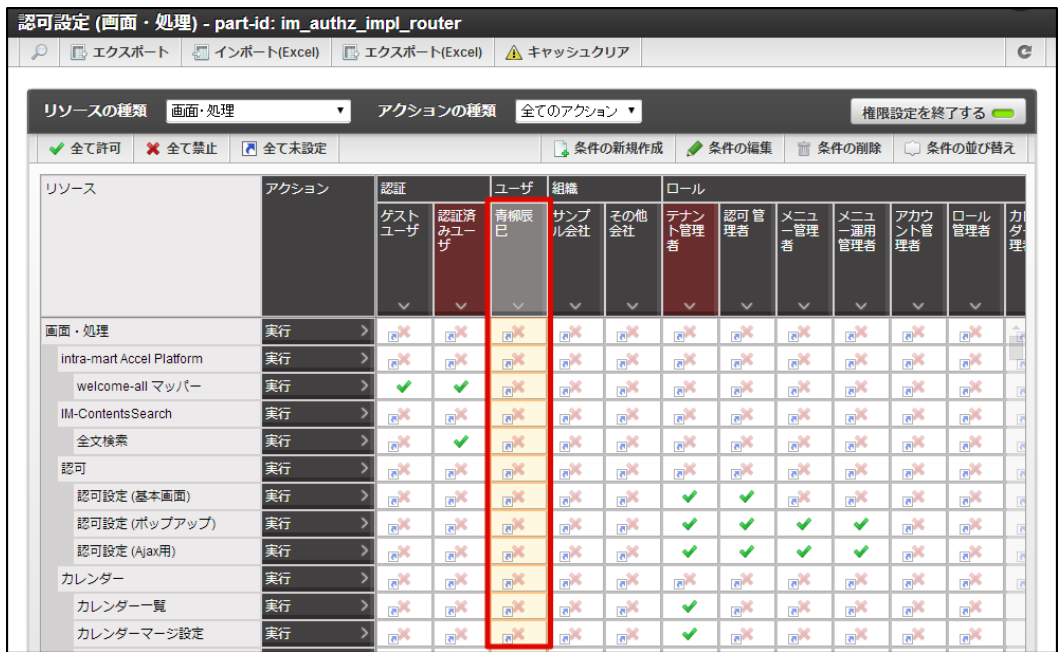 認可設定 (画面・処理) - part-id: im_authz_impl_router
エクスポート インポート(Excel) エクスポート(Excel) キャッシュクリア
リソースの種類 画面・処理 アクションの種類 全てのアクション 権限設定を終了する
全て許可 全て禁止 全て未設定 条件の新規作成 条件の編集 条件の削除 条件の並び替え
リソース アクション 認証 ユーザ 組織 ロール
ゲストユーザ 認証済みユーザ 青柳辰巳 サンプル会社 その他会社 テナント管理者 認可管理者 メニュー管理者 メニュー運用管理者 アカウント管理者 ロール管理者
画面・処理 実行
intra-mart Accel Platform 実行
welcome-all マッパー 実行
IM-ContentsSearch 実行
全文検索 実行
認可 実行
認可設定 (基本画面) 実行
認可設定 (ポップアップ) 実行
認可設定 (Ajax用) 実行
カレンダー 実行
カレンダー一覧 実行
カレンダーマージ設定 実行